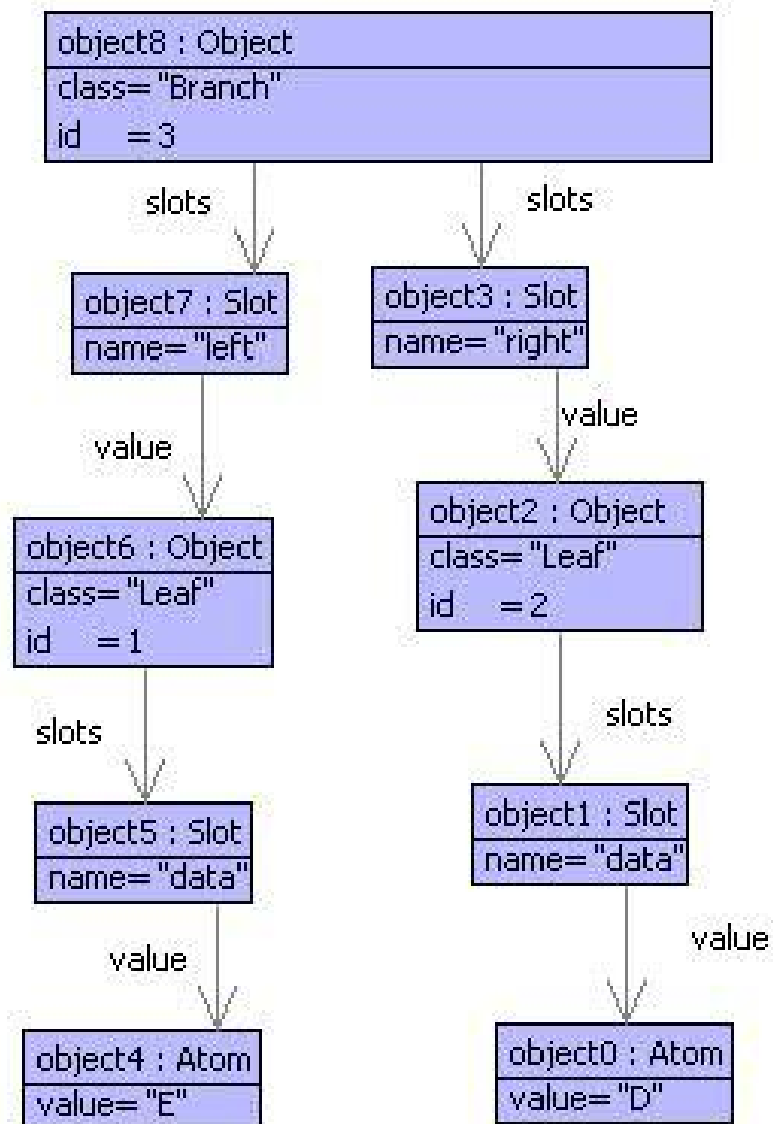 object8 : Object
class= "Branch"
id = 3
slots
slots
object7 : Slot
name= "left"
object3 : Slot
name= "right"
value
value
object6 : Object
class= "Leaf"
id = 1
object2 : Object
class= "Leaf"
id = 2
slots
slots
object5 : Slot
name= "data"
object1 : Slot
name= "data"
value
value
object4 : Atom
value= "E"
object0 : Atom
value= "D"